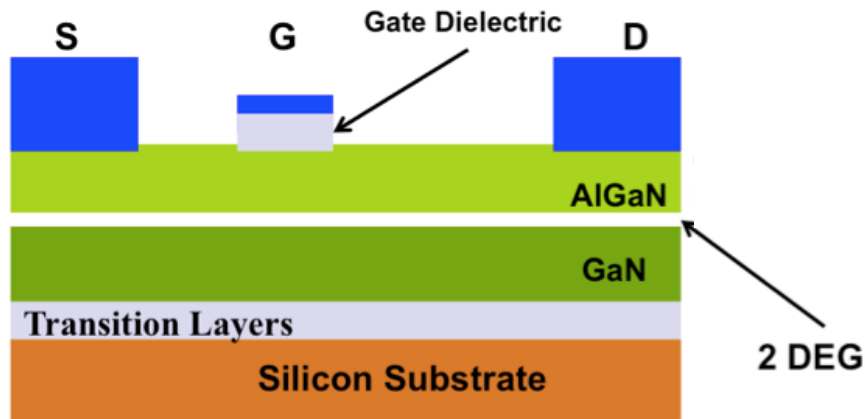 Gate Dielectric
S
G
D
AlGaN
GaN
Transition Layers
2 DEG
Silicon Substrate